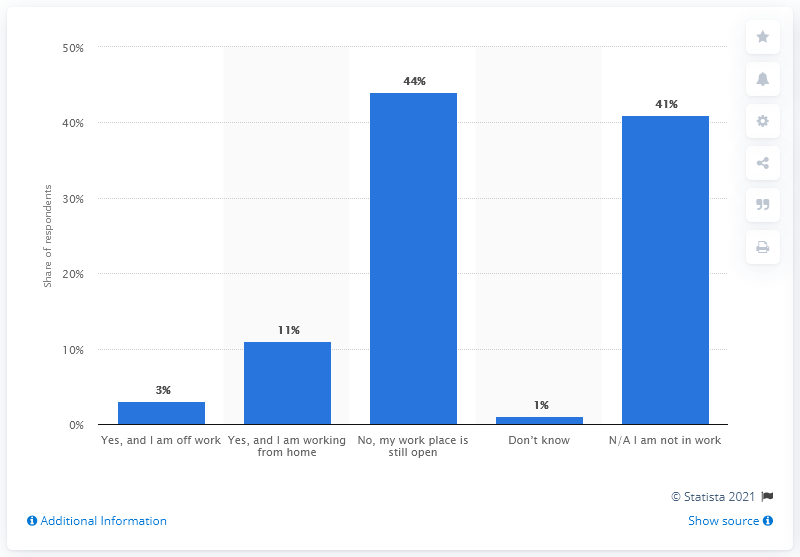 50%
40%
30%
20%
10%
0%
Share of respondents
3%
11%
44%
1%
41%
Yes, and I am off work
Yes, and I am working
from home
No, my work place is
still open
Don't know
N/A I am not in work
© Statista 2021
Additional Information
Show source